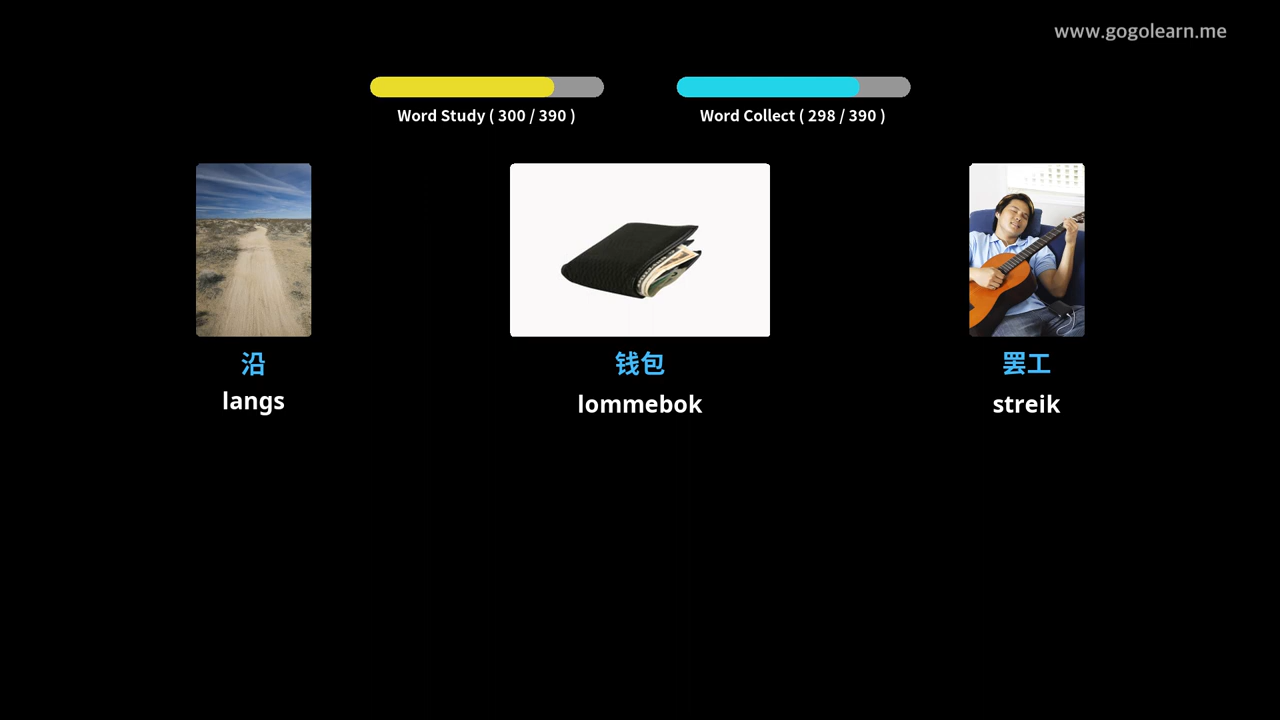 www.gogolearn.me
Word Study ( 300 / 390 )
Word Collect ( 298 / 390 )
沿
钱包
罢工
langs
lommebok
streik